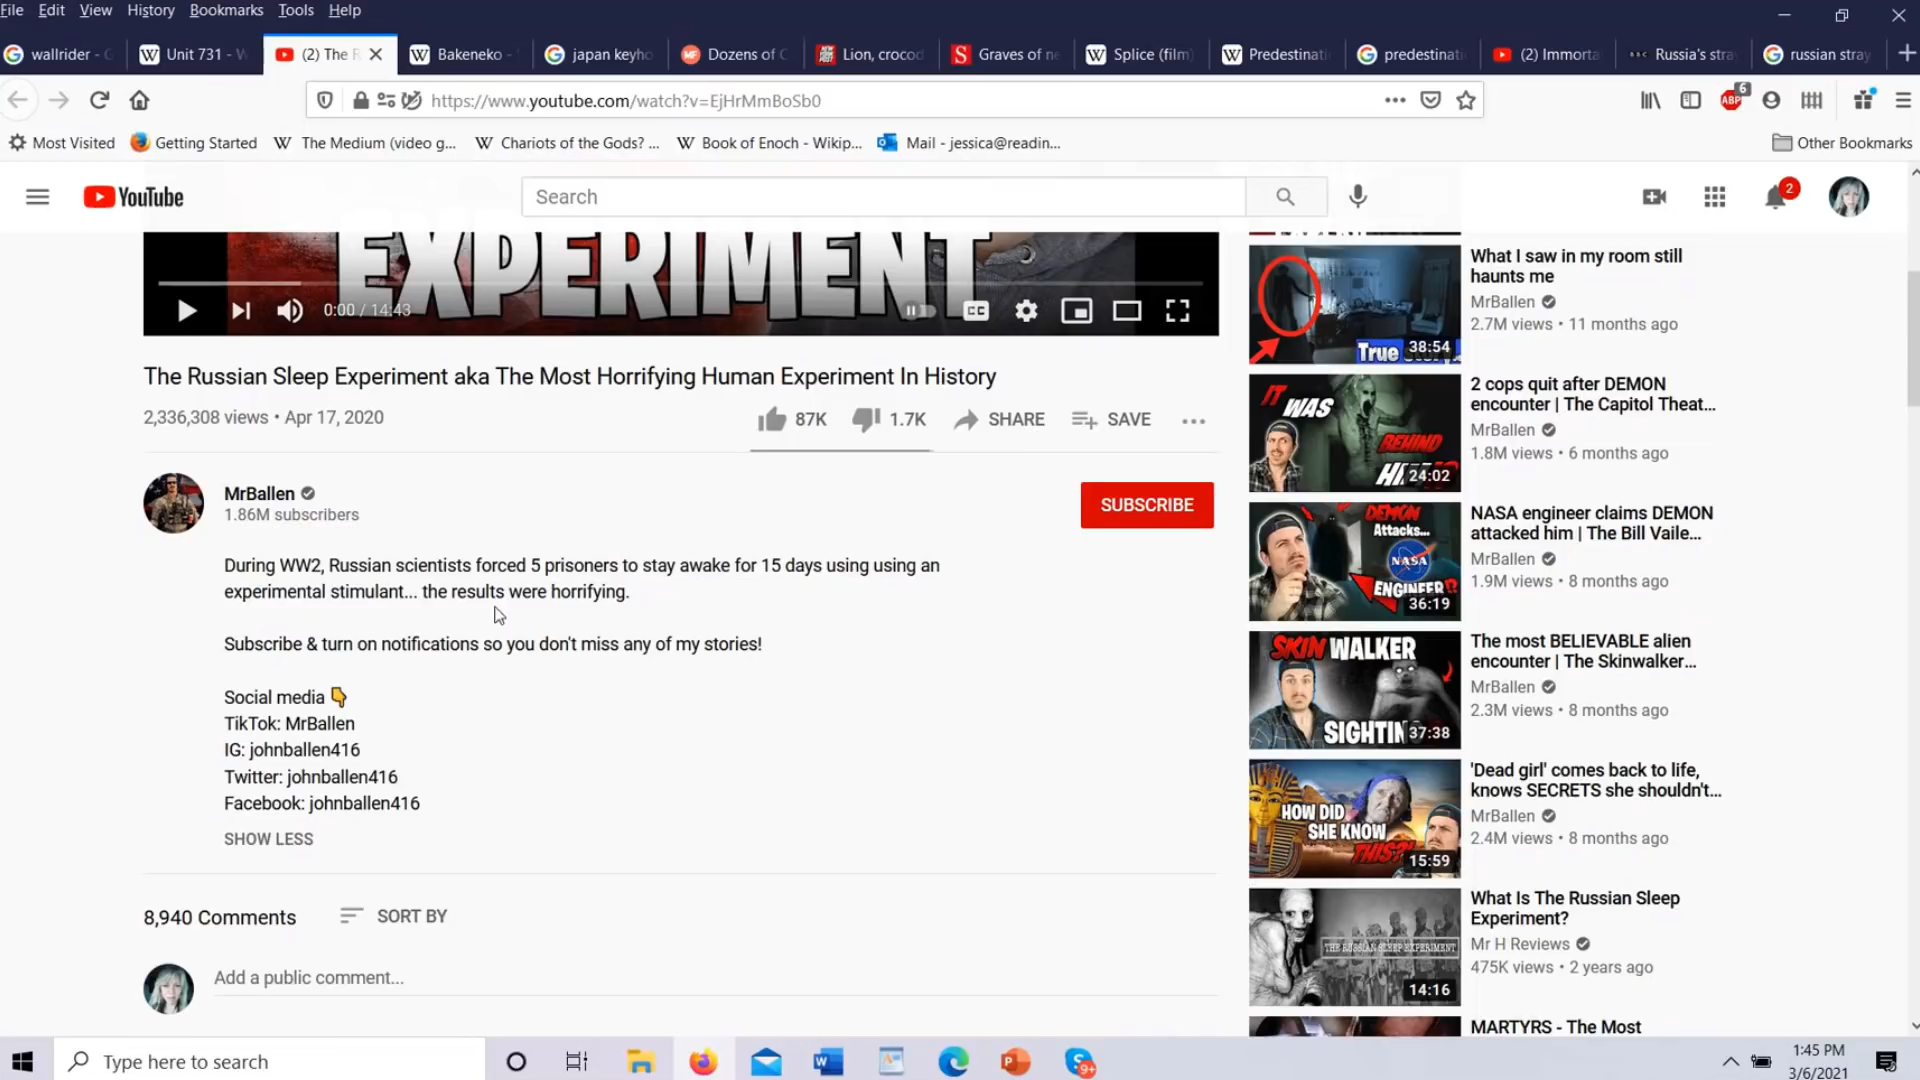 File Edit View History Bookmarks Tools Help
wallrider - G
Unit 731 - W
(2) The R
Bakeneko -
japan keyho
Dozens of C
Lion, crocod
Graves of ne
Splice (film)
Predestinati
predestinati
(2) Immorta
BBC Russia's stra
russian stray
https://www.youtube.com/watch?v=EjHrMmBoSb0
ABP 6
Most Visited Getting Started The Medium (video g... Chariots of the Gods? ... Book of Enoch - Wikip... Mail - jessica@readin... Other Bookmarks
YouTube
Search
2
EXPERIMENT
0:00 / 14:43
CC
The Russian Sleep Experiment aka The Most Horrifying Human Experiment In History
2,336,308 views • Apr 17, 2020
87K 1.7K SHARE SAVE
MrBallen
1.86M subscribers
SUBSCRIBE
During WW2, Russian scientists forced 5 prisoners to stay awake for 15 days using using an
experimental stimulant... the results were horrifying.
Subscribe & turn on notifications so you don't miss any of my stories!
Social media 👇
TikTok: MrBallen
IG: johnballen416
Twitter: johnballen416
Facebook: johnballen416
SHOW LESS
8,940 Comments SORT BY
Add a public comment...
True
38:54
What I saw in my room still
haunts me
MrBallen
2.7M views • 11 months ago
IT
WAS
BEHIND
24:02
2 cops quit after DEMON
encounter | The Capitol Theat...
MrBallen
1.8M views • 6 months ago
DEMON
Attacks...
NASA
ENGINEER!?
36:19
NASA engineer claims DEMON
attacked him | The Bill Vaile...
MrBallen
1.9M views • 8 months ago
SKIN WALKER
SIGHTIN
37:38
The most BELIEVABLE alien
encounter | The Skinwalker...
MrBallen
2.3M views • 8 months ago
HOW DID
SHE KNOW
THIS?!
15:59
'Dead girl' comes back to life,
knows SECRETS she shouldn't...
MrBallen
2.4M views • 8 months ago
THE RUSSIAN SLEEP EXPERIMENT
14:16
What Is The Russian Sleep
Experiment?
Mr H Reviews
475K views • 2 years ago
MARTYRS - The Most
Type here to search
9+
1:45 PM
3/6/2021